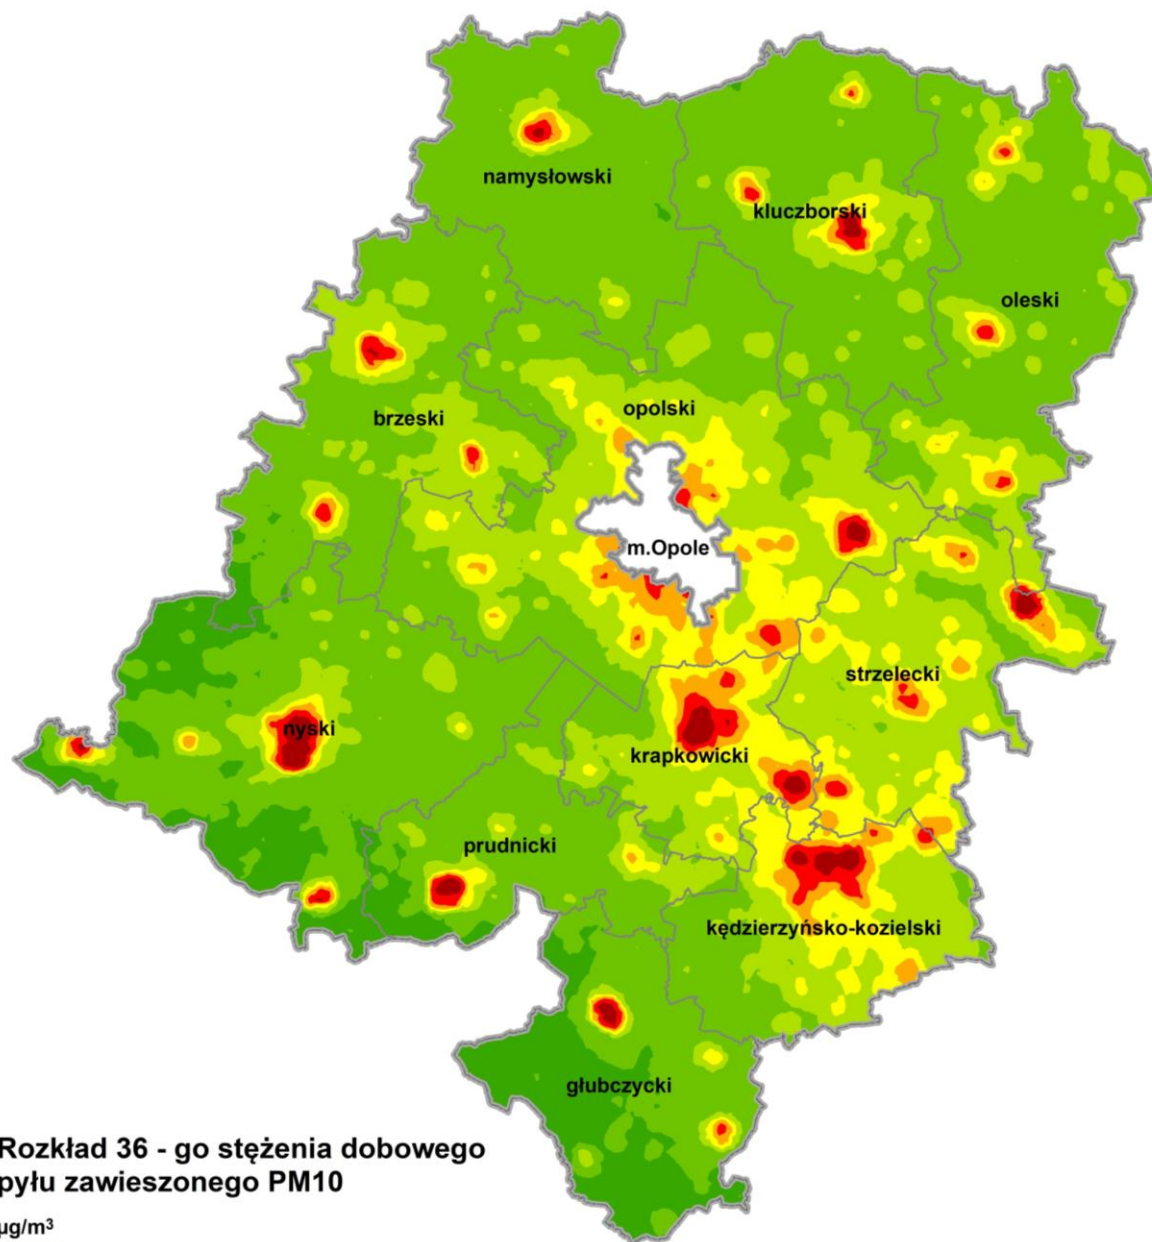 namysłowski
kluczborski
oleski
opolski
brzeski
m.Opole
strzelecki
nyski
krapkowicki
prudnicki
kędzierzyńsko-kozielski
głubczycki
Rozkład 36 - go stężenia dobowego
pyłu zawieszonego PM10
µg/m³